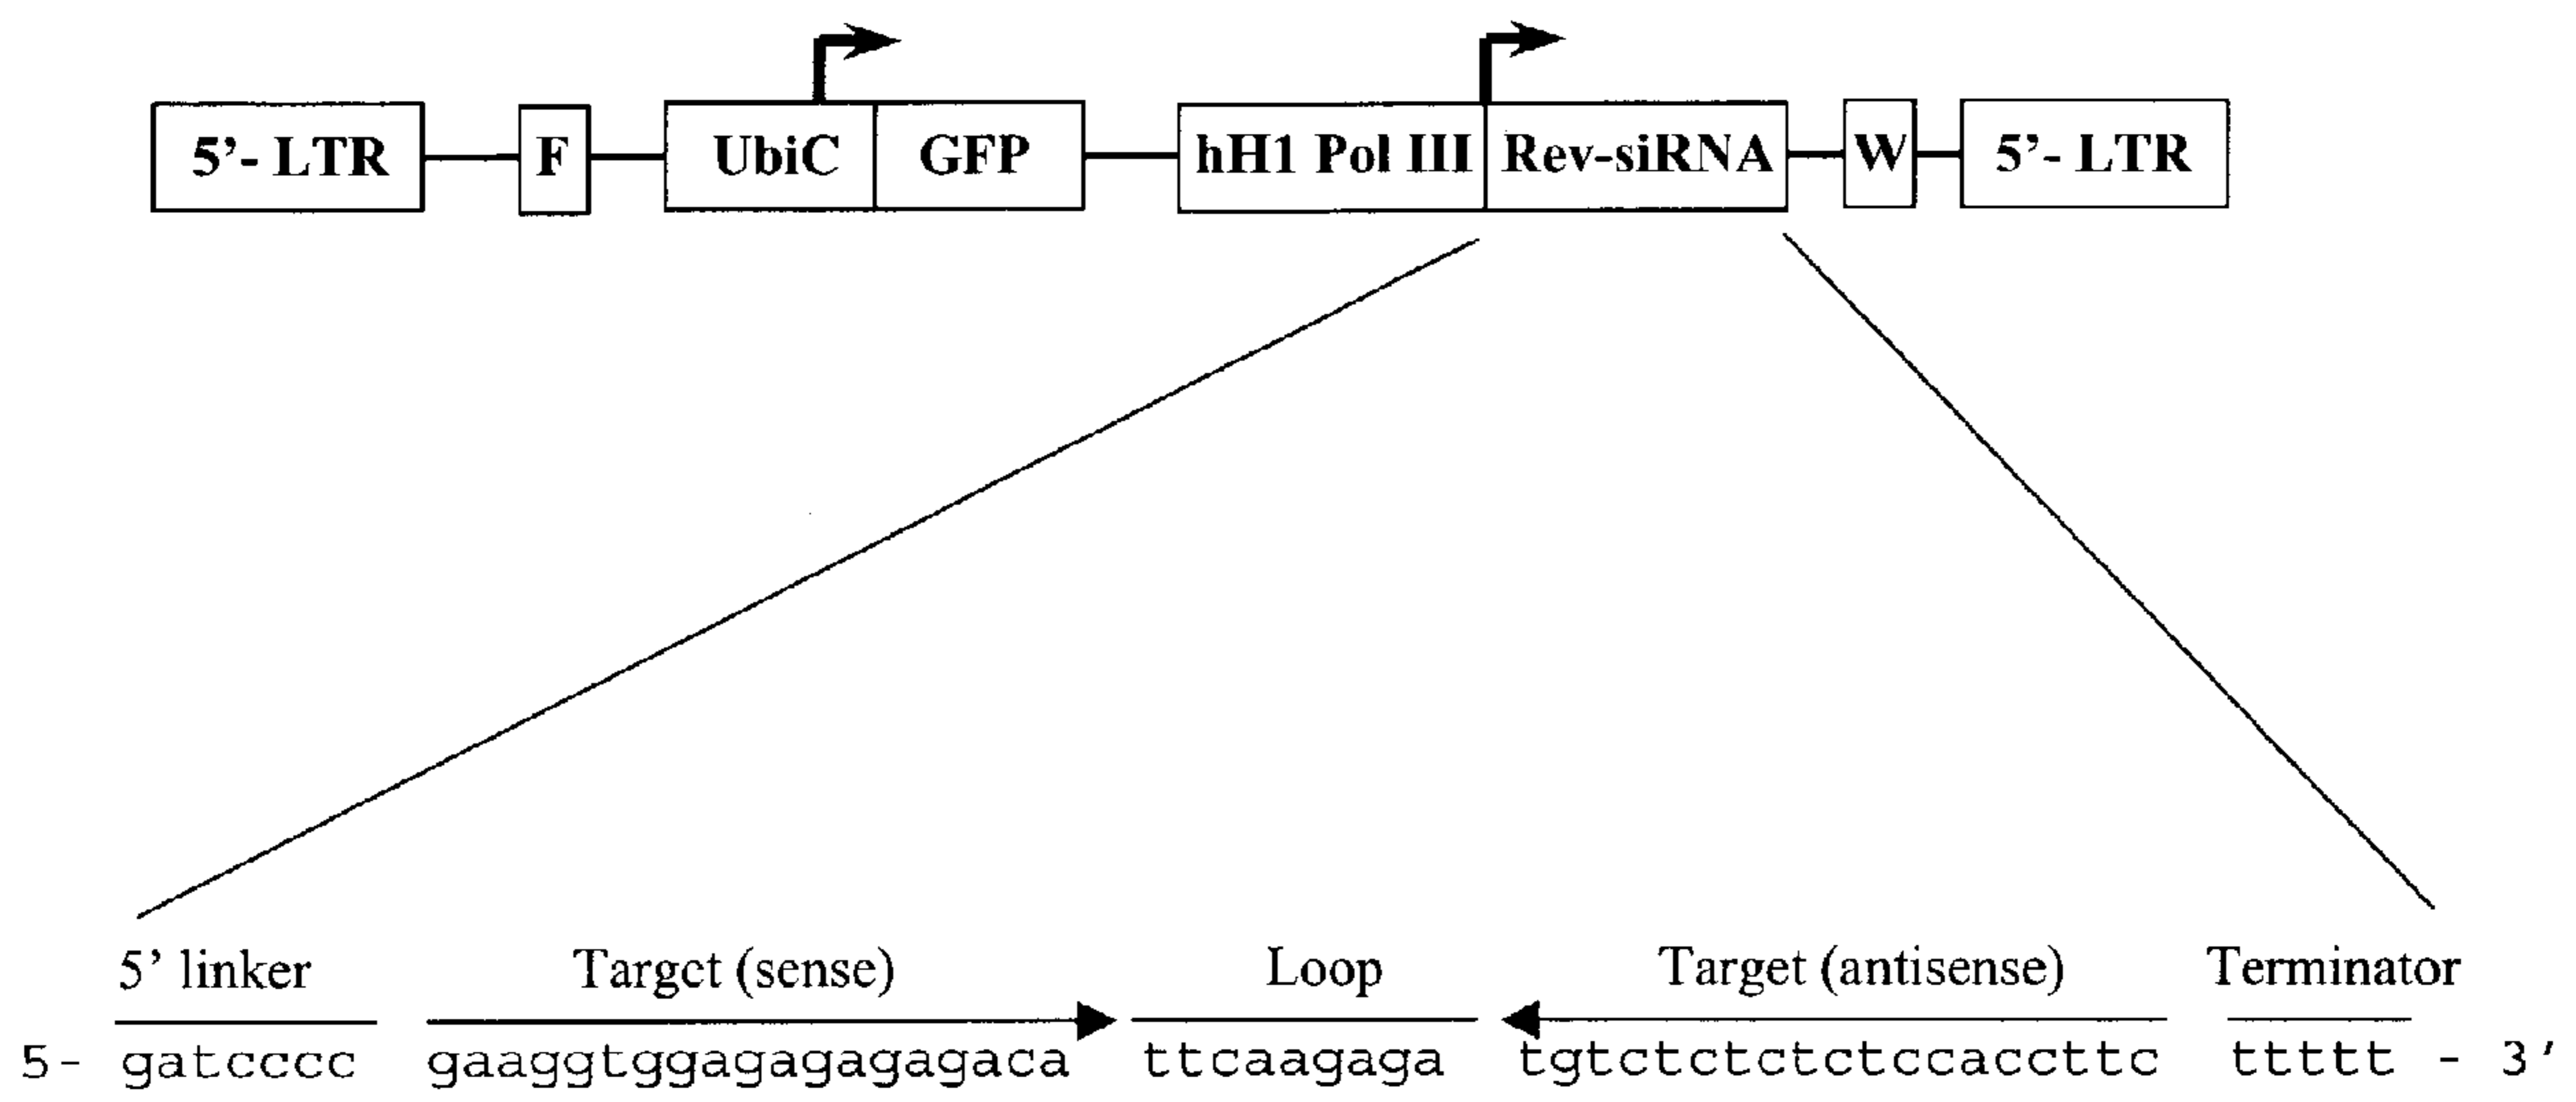 5’- LTR F UbiC GFP hH1 Pol III Rev-siRNA W 5’- LTR
5’ linker Target (sense) Loop Target (antisense) Terminator
5- gatcccc gaaggtggagagagagaca ttcaagaga tgtctctctctccaccttc ttttt - 3’